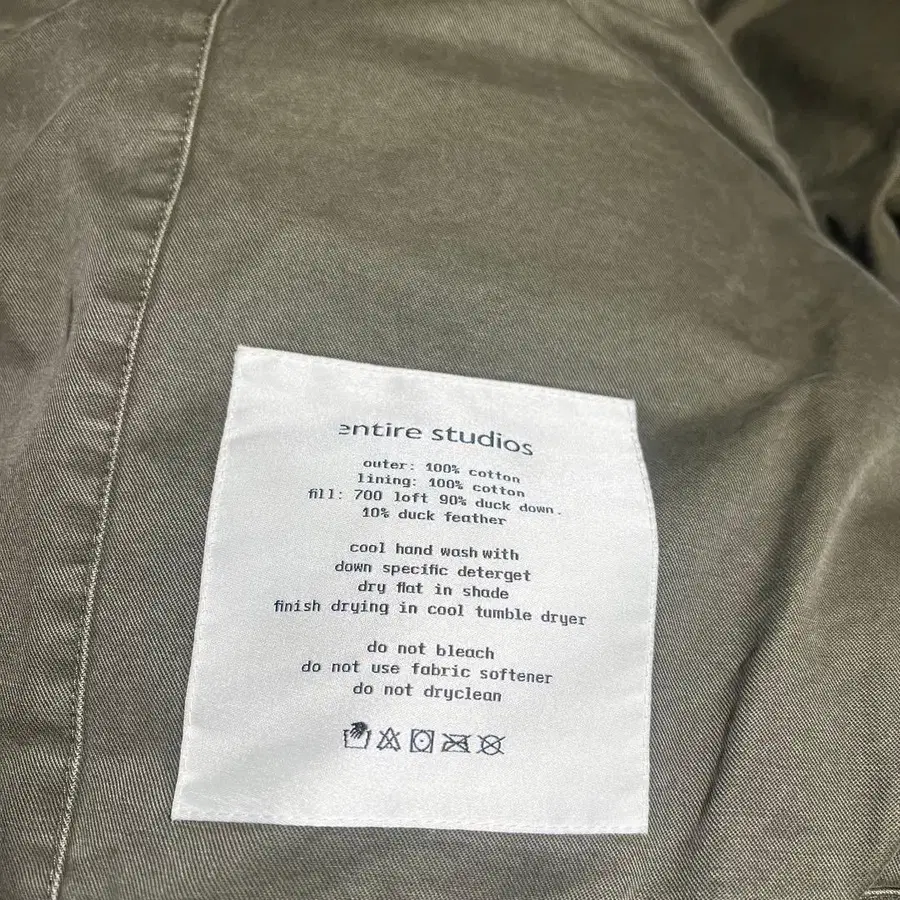 entire studios
outer: 100% cotton
lining: 100% cotton
fill: 700 loft 90% duck down.
10% duck feather
cool hand wash with
down specific deterget
dry flat in shade
finish drying in cool tumble dryer
do not bleach
do not use fabric softener
do not dryclean